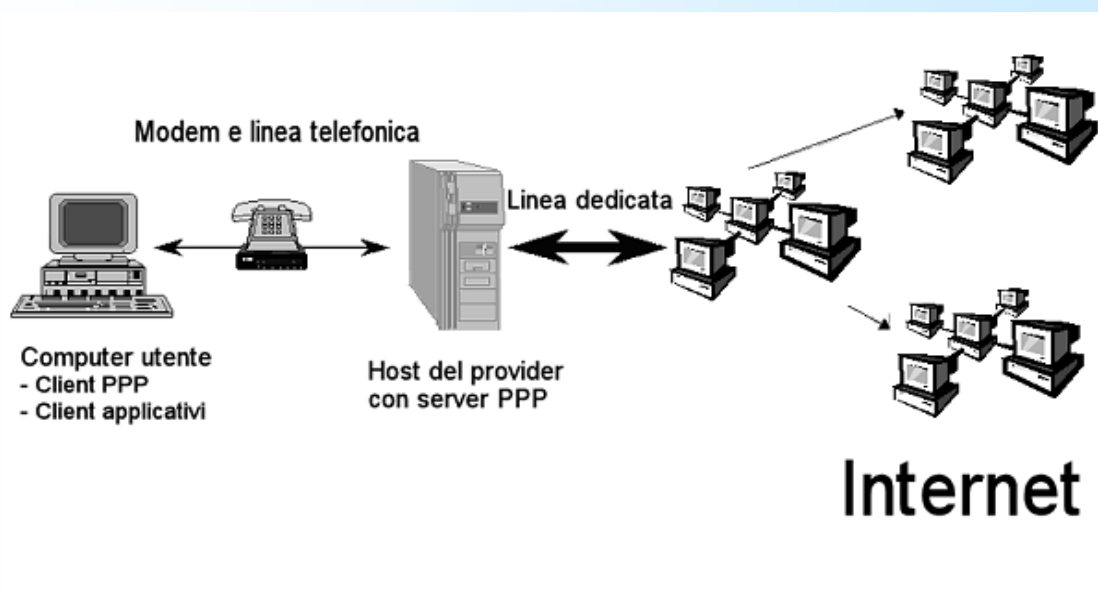 Modem e linea telefonica
Linea dedicata
Computer utente
- Client PPP
- Client applicativi
Host del provider
con server PPP
Internet